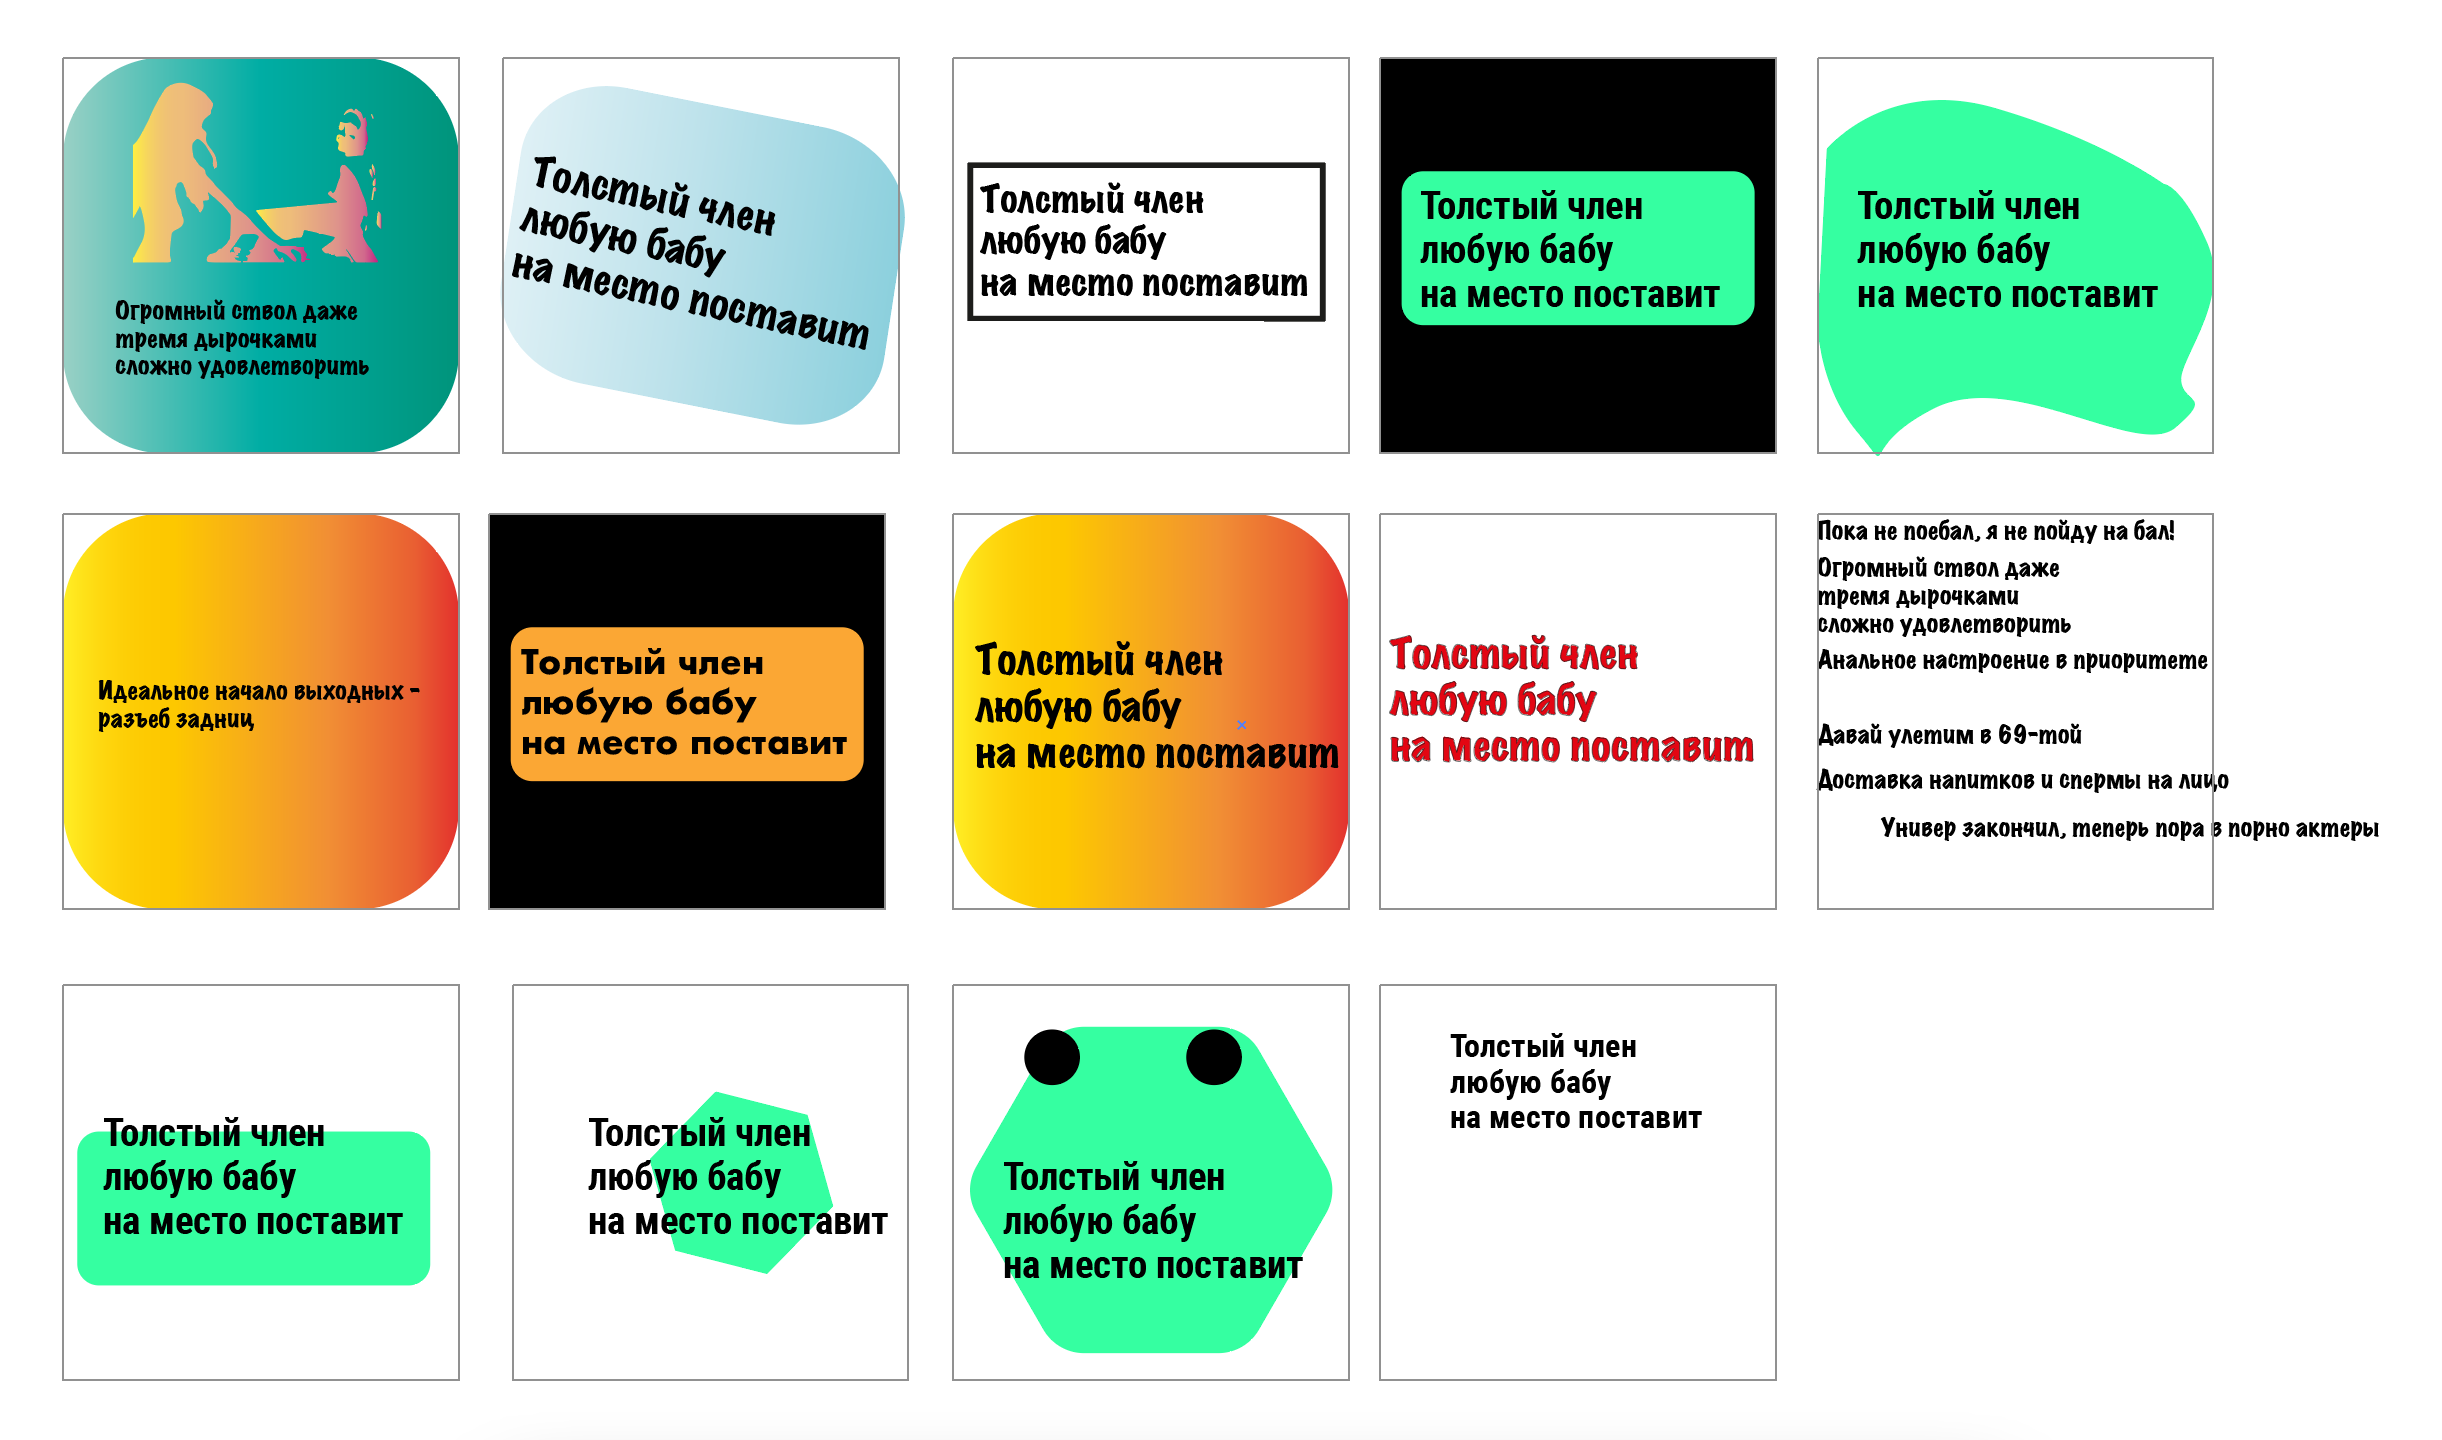 Огромный ствол даже
тремя дырочками
сложно удовлетворить
Толстый член
любую бабу
на место поставит
Толстый член
любую бабу
на место поставит
Толстый член
любую бабу
на место поставит
Толстый член
любую бабу
на место поставит
Идеальное начало выходных -
разъеб задниц
Толстый член
любую бабу
на место поставит
Толстый член
любую бабу
на место поставит
Толстый член
любую бабу
на место поставит
Пока не поебал, я не пойду на бал!
Огромный ствол даже
тремя дырочками
сложно удовлетворить
Анальное настроение в приоритете
Давай улетим в 69-той
Доставка напитков и спермы на лицо
Универ закончил, теперь пора в порно актеры
Толстый член
любую бабу
на место поставит
Толстый член
любую бабу
на место поставит
Толстый член
любую бабу
на место поставит
Толстый член
любую бабу
на место поставит